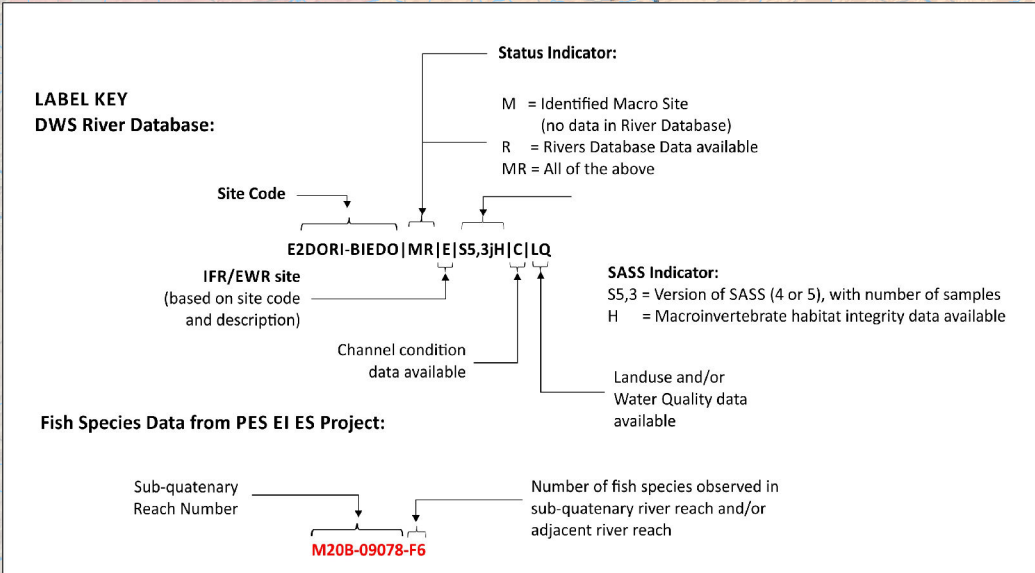 Status Indicator:
LABEL KEY
DWS River Database:
M = Identified Macro Site
(no data in River Database)
R = Rivers Database Data available
MR = All of the above
Site Code
E2DORI-BIEDO|MR|E|S5,3jH|C|LQ
IFR/EWR site
(based on site code
and description)
SASS Indicator:
S5,3 = Version of SASS (4 or 5), with number of samples
H = Macroinvertebrate habitat integrity data available
Channel condition
data available
Landuse and/or
Water Quality data
available
Fish Species Data from PES EI ES Project:
Sub-quatenary
Reach Number
Number of fish species observed in
sub-quatenary river reach and/or
adjacent river reach
M20B-09078-F6